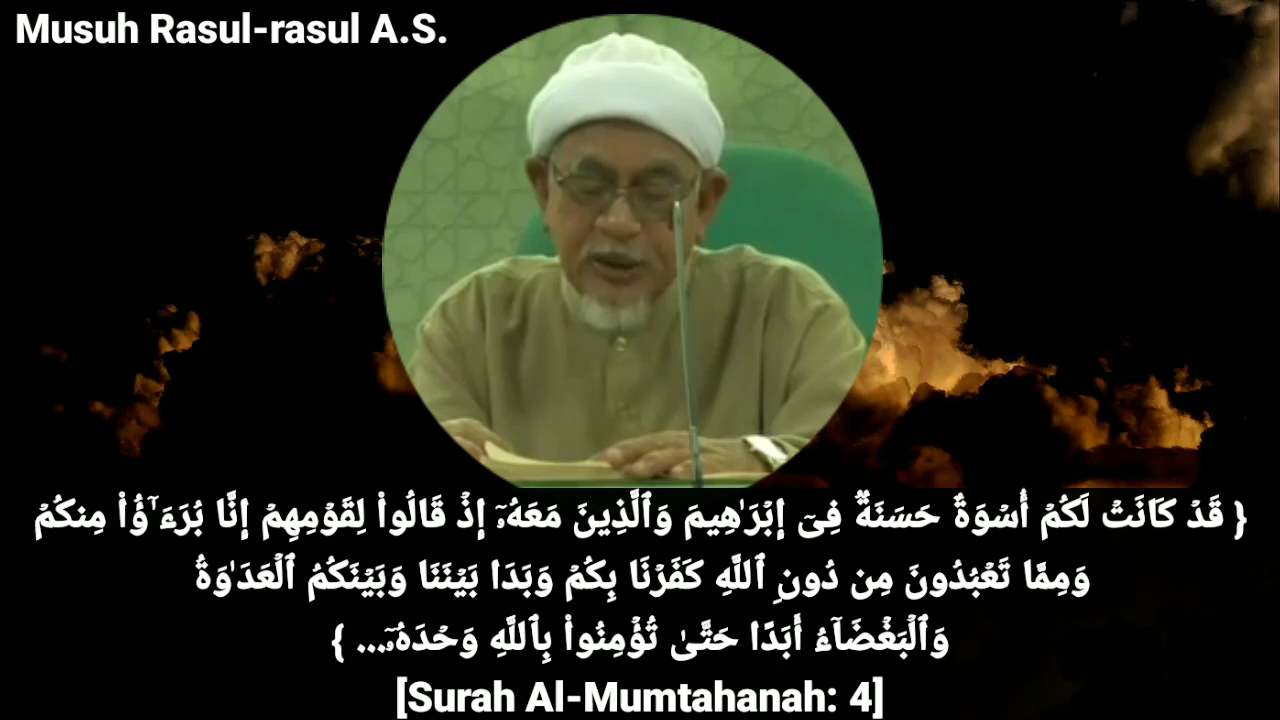 Musuh Rasul-rasul A.S.
{ قَدْ كَانَتْ لَكُمْ أُسْوَةٌ حَسَنَةٌ فِىٓ إِبْرَٰهِيمَ وَٱلَّذِينَ مَعَهُۥٓ إِذْ قَالُوا۟ لِقَوْمِهِمْ إِنَّا بُرَءَٰٓؤُا۟ مِنكُمْ
وَمِمَّا تَعْبُدُونَ مِن دُونِ ٱللَّهِ كَفَرْنَا بِكُمْ وَبَدَا بَيْنَنَا وَبَيْنَكُمُ ٱلْعَدَٰوَةُ
وَٱلْبَغْضَآءُ أَبَدًا حَتَّىٰ تُؤْمِنُوا۟ بِٱللَّهِ وَحْدَهُۥٓ... }
[Surah Al-Mumtahanah: 4]